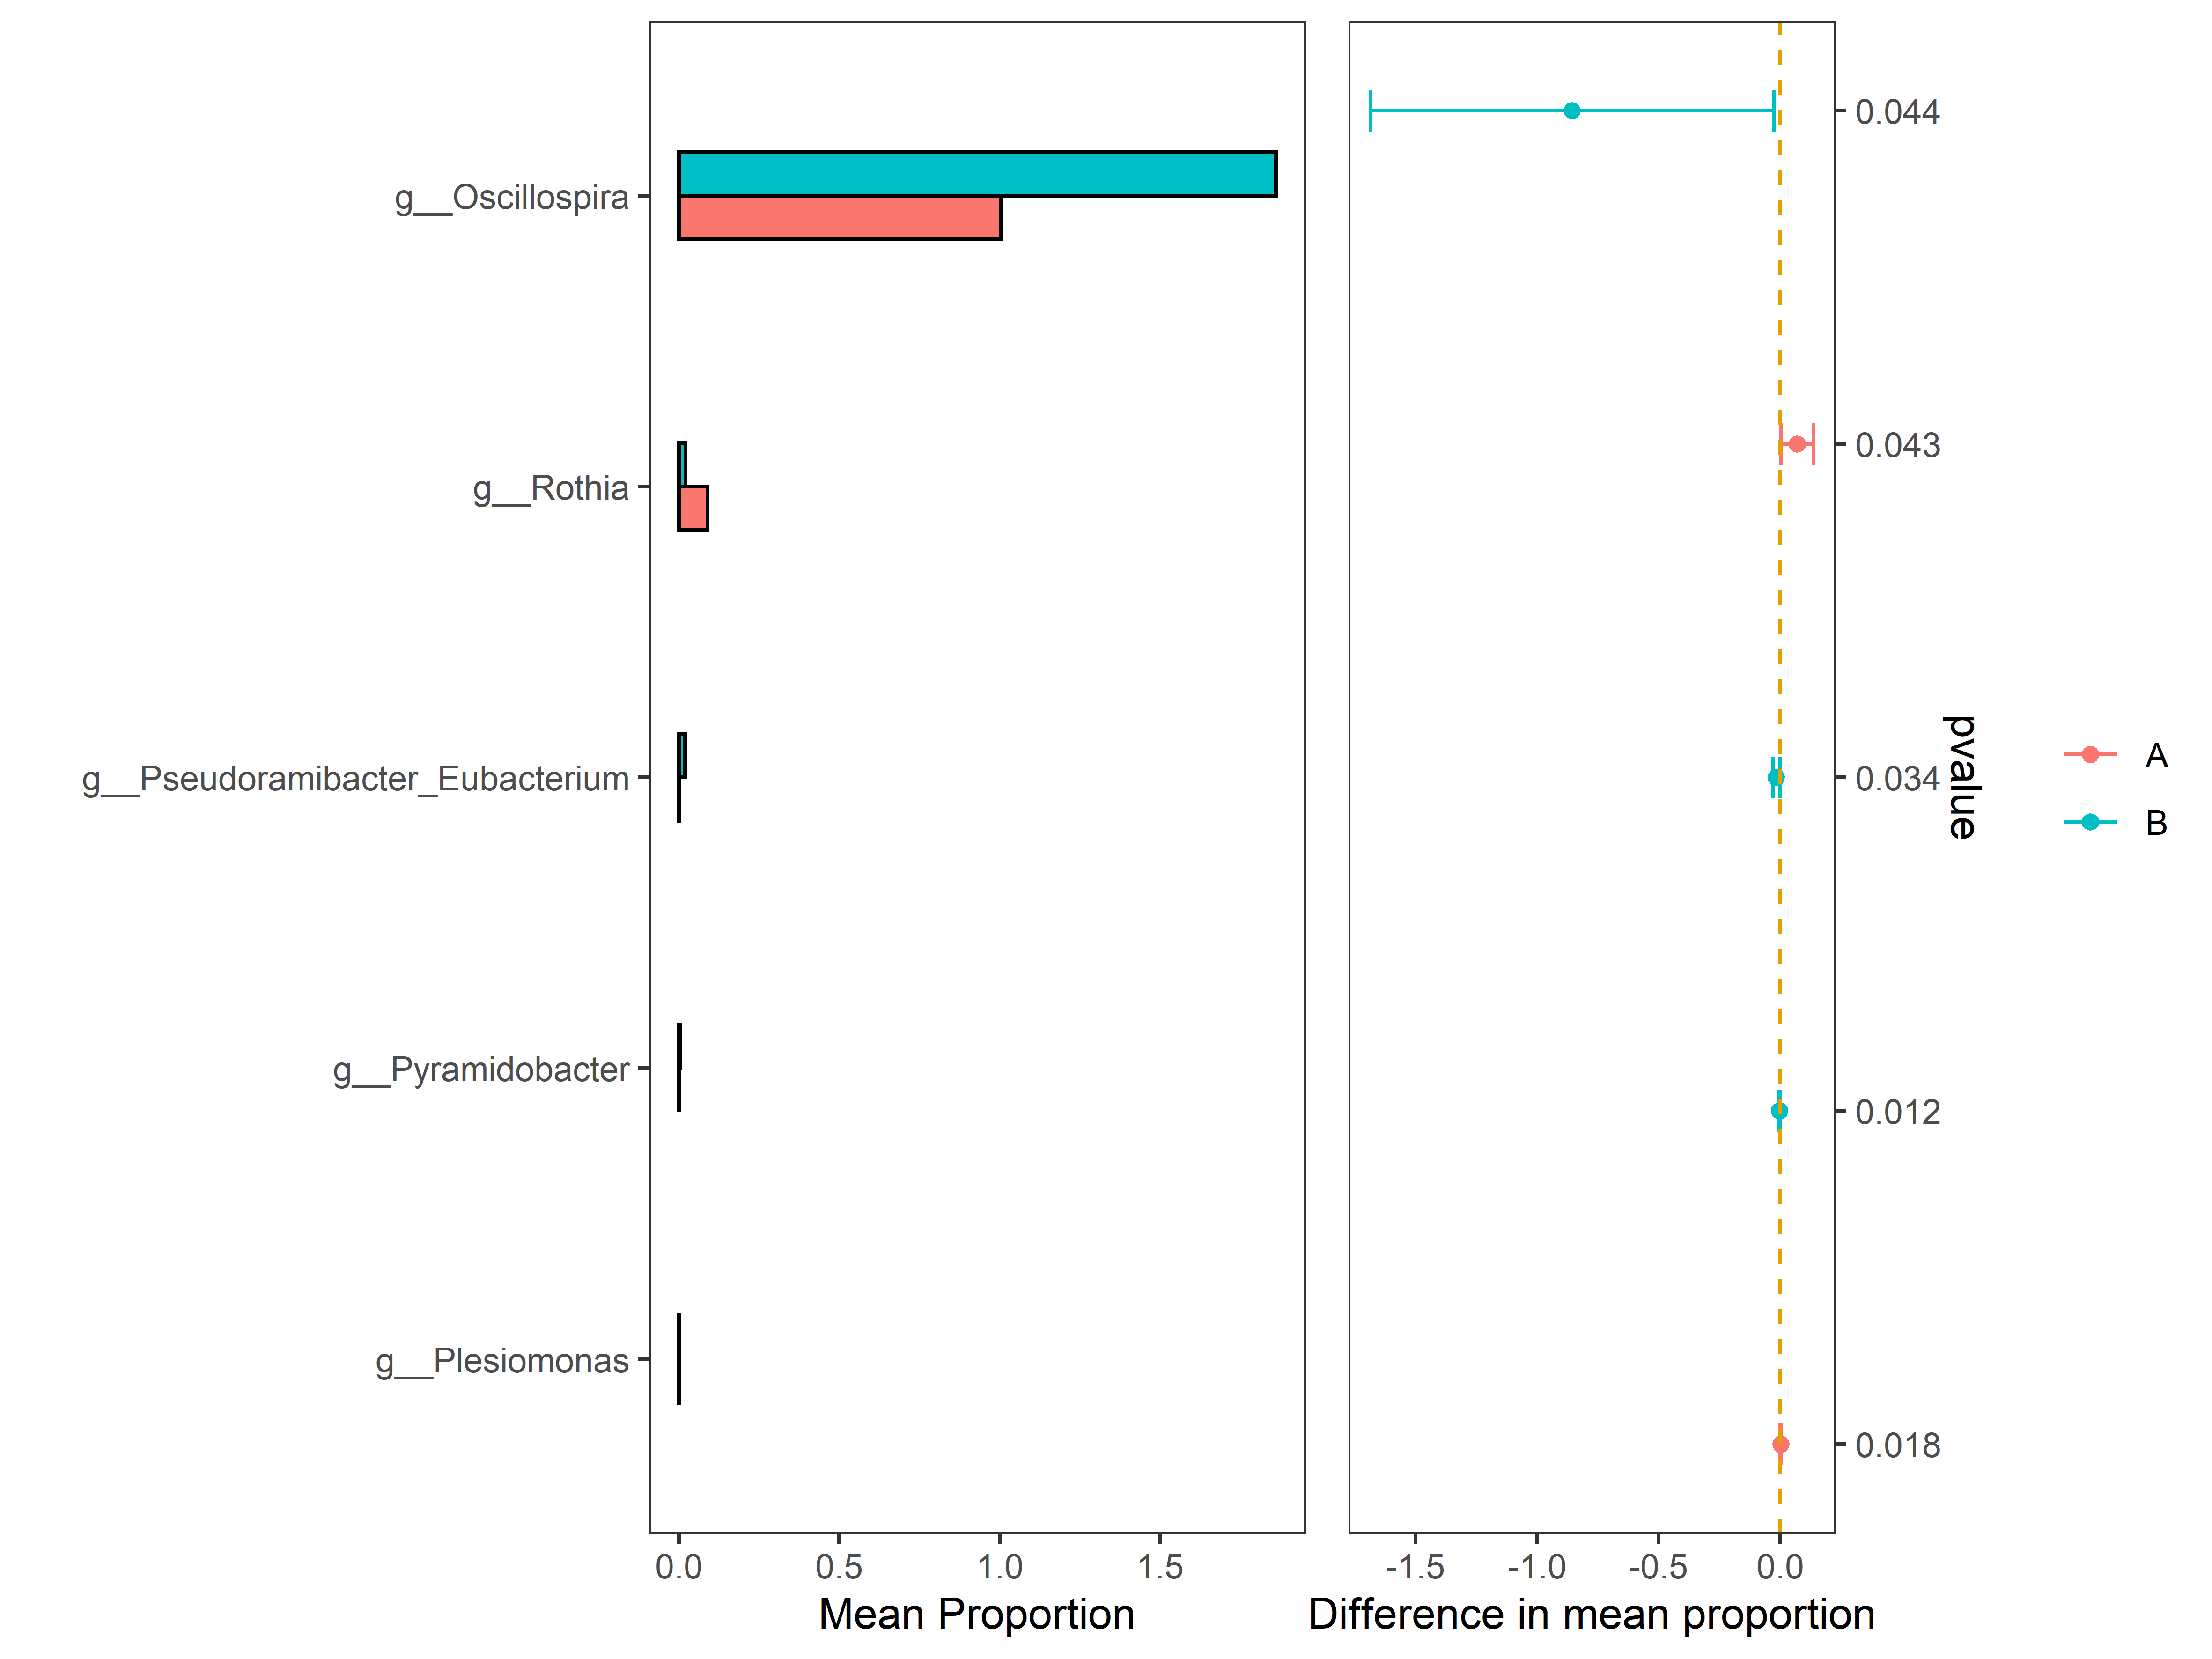 g__Oscillospira
g__Rothia
g__Pseudoramibacter_Eubacterium
g__Pyramidobacter
g__Plesiomonas
0.0 0.5 1.0 1.5
Mean Proportion
0.044
0.043
0.034
0.012
0.018
pvalue
-1.5 -1.0 -0.5 0.0
Difference in mean proportion
A
B